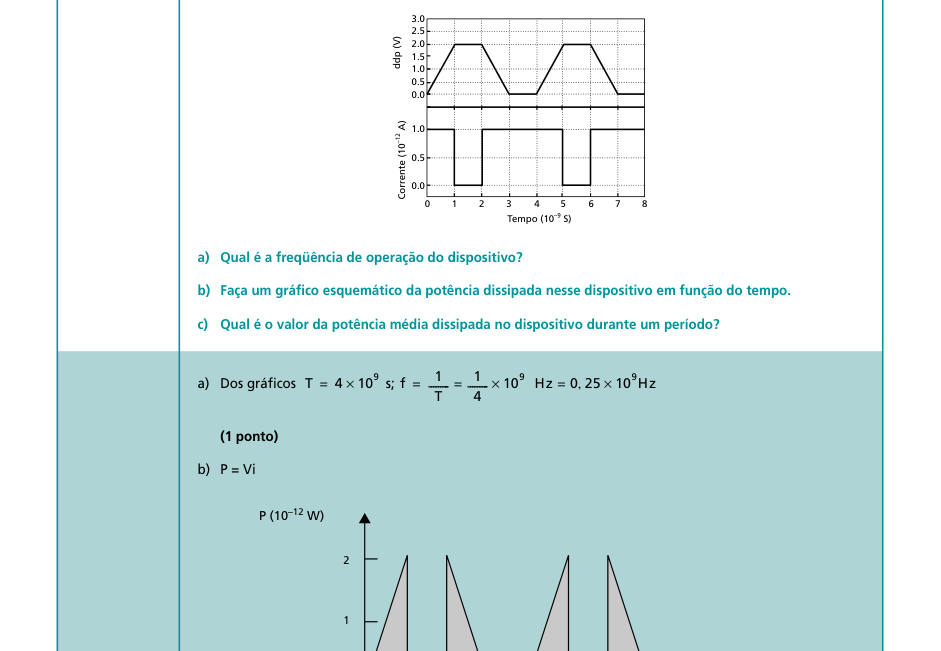 3.0
2.5
2.0
1.5
1.0
0.5
0.0
ddp (V)
1.0
0.5
0.0
Corrente (10⁻¹² A)
0 1 2 3 4 5 6 7 8
Tempo (10⁻⁹ S)
a) Qual é a freqüência de operação do dispositivo?
b) Faça um gráfico esquemático da potência dissipada nesse dispositivo em função do tempo.
c) Qual é o valor da potência média dissipada no dispositivo durante um período?
a) Dos gráficos T = 4 × 10⁹ s; f = 1/T = 1/4 × 10⁹ Hz = 0, 25 × 10⁹ Hz
(1 ponto)
b) P = Vi
P (10⁻¹² W)
2
1